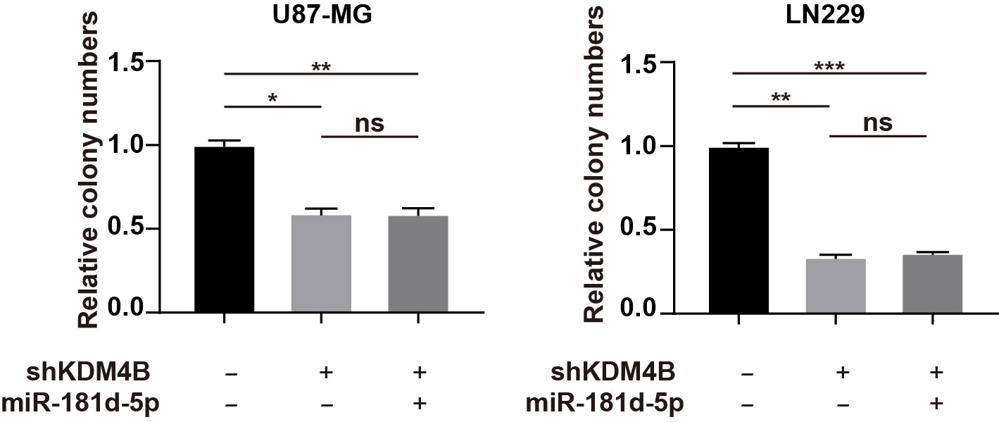 U87-MG
Relative colony numbers
1.5
1.0
0.5
0.0
**
*
ns
shKDM4B – + +
miR-181d-5p – – +
LN229
Relative colony numbers
1.5
1.0
0.5
0.0
***
**
ns
shKDM4B – + +
miR-181d-5p – – +